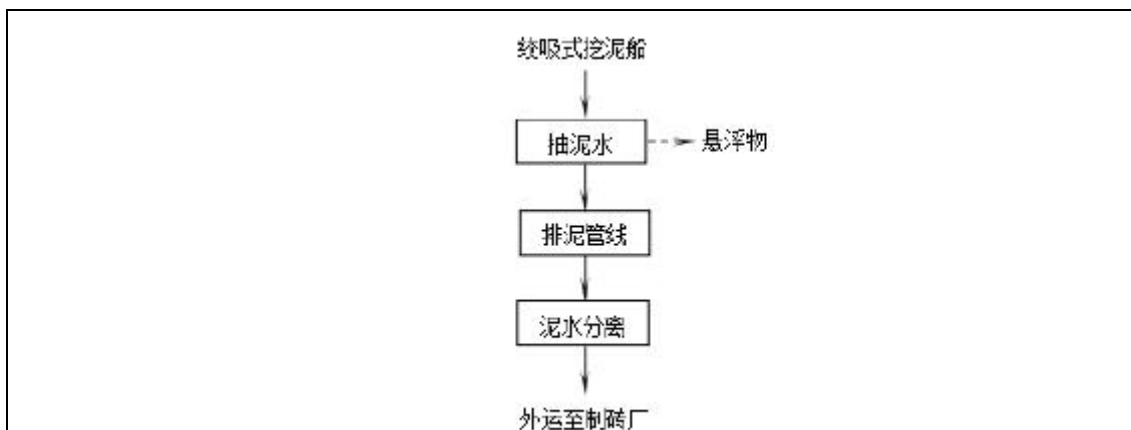 绞吸式挖泥船
抽泥水
悬浮物
排泥管线
泥水分离
外运至制砖厂